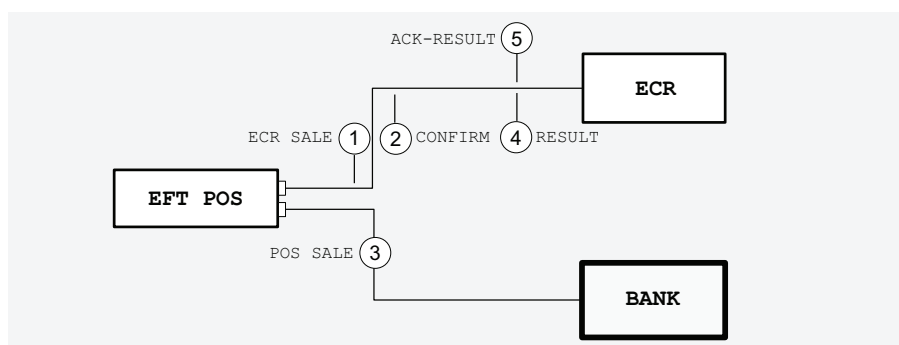 ACK-RESULT 5
ECR
ECR SALE 1 2 CONFIRM 4 RESULT
EFT POS
POS SALE 3
BANK